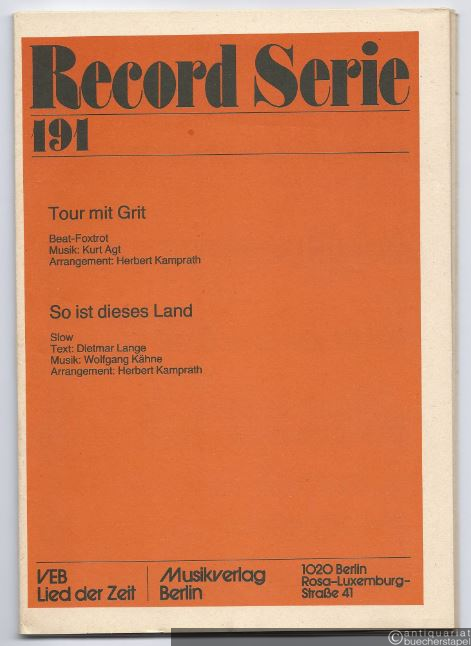 Record Serie
191
Tour mit Grit
Beat-Foxtrot
Musik: Kurt Agt
Arrangement: Herbert Kamprath
So ist dieses Land
Slow
Text: Dietmar Lange
Musik: Wolfgang Kähne
Arrangement: Herbert Kamprath
VEB
Lied der Zeit
Musikverlag
Berlin
1020 Berlin
Rosa-Luxemburg-
Straße 41
antiquariat
buecherstapel